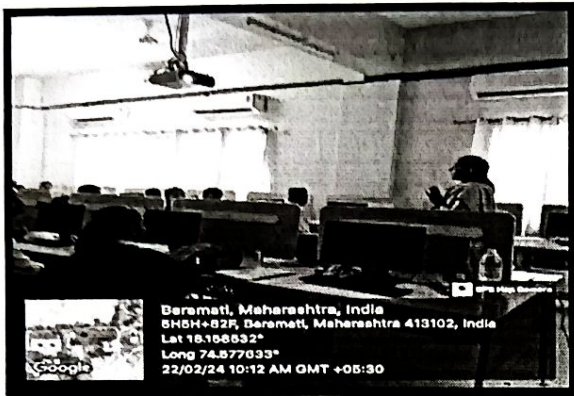 GPS Map Camera
Baramati, Maharashtra, India
5H5H+82F, Baramati, Maharashtra 413102, India
Lat 18.158532°
Long 74.577633°
22/02/24 10:12 AM GMT +05:30
Google